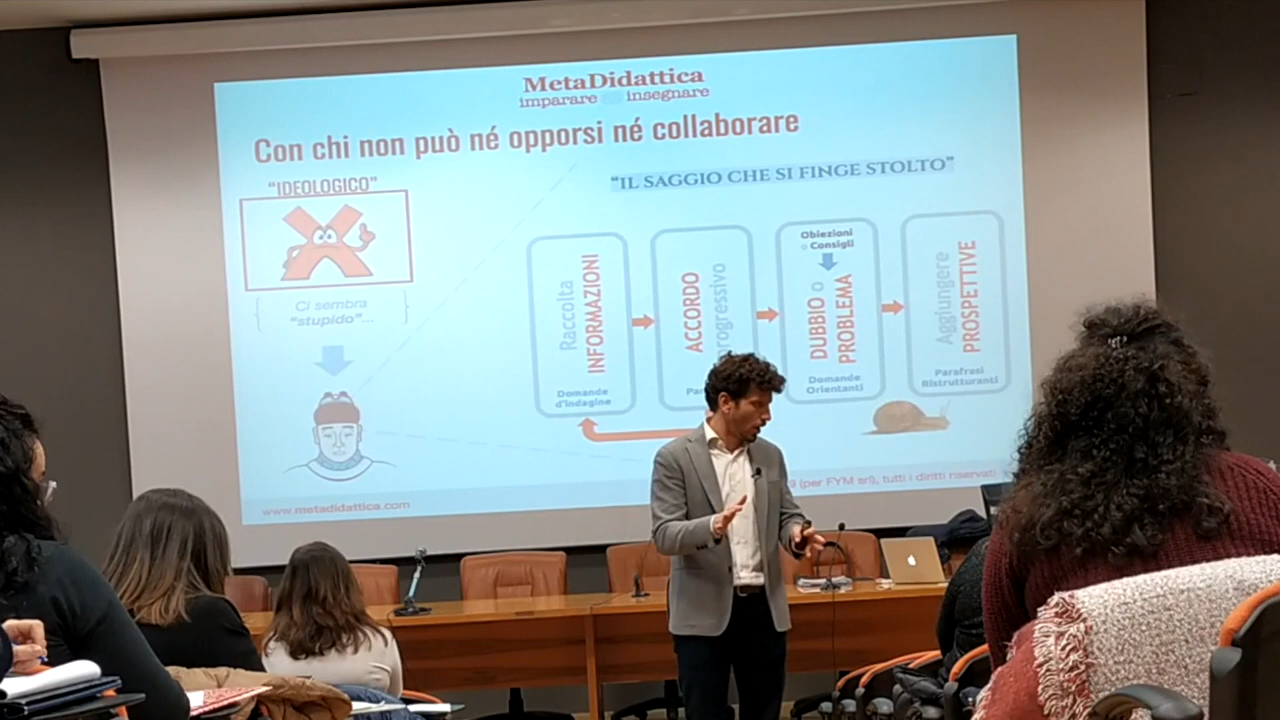 MetaDidattica
imparare insegnare
Con chi non può né opporsi né collaborare
“IDEOLOGICO”
“IL SAGGIO CHE SI FINGE STOLTO”
Ci sembra
“stupido”...
Raccolta
INFORMAZIONI
Domande
d'indagine
ACCORDO
Obiezioni
o Consigli
DUBBIO o
PROBLEMA
Domande
Orientanti
Aggiungere
PROSPETTIVE
Parafrasi
Ristrutturanti
www.metadidattica.com
(per FYM srl), tutti i diritti riservati